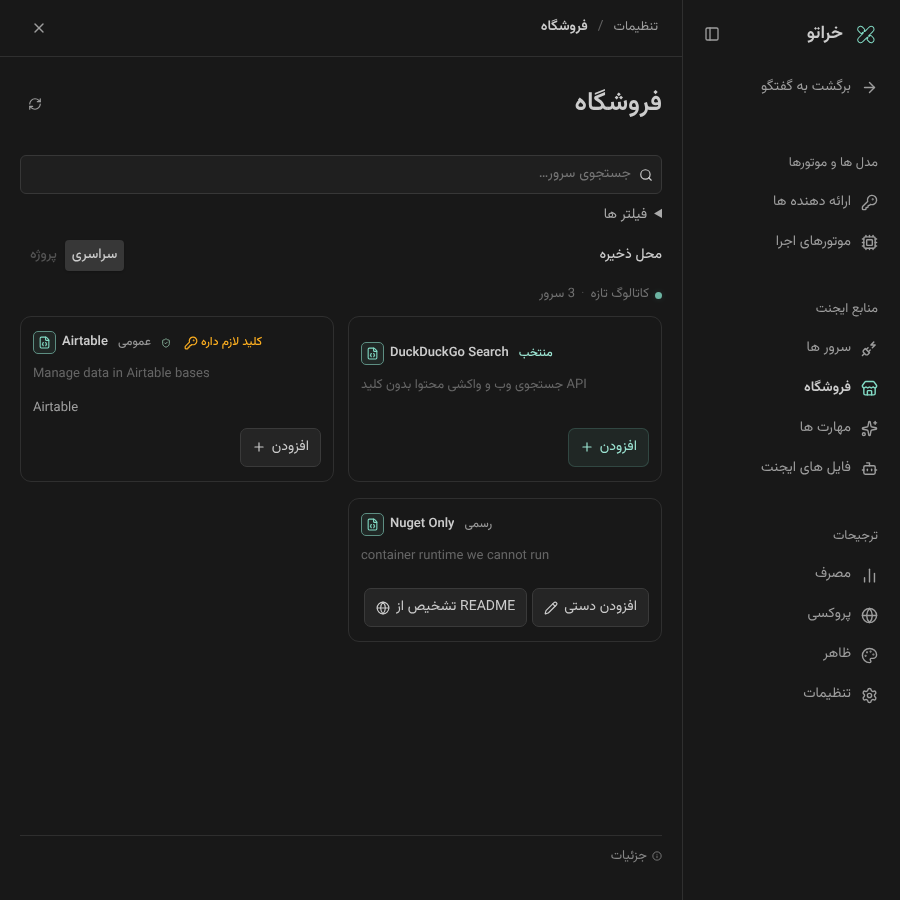 خراتو
برگشت به گفتگو
مدل ها و موتورها
ارائه دهنده ها
موتورهای اجرا
منابع ایجنت
سرور ها
فروشگاه
مهارت ها
فایل های ایجنت
ترجیحات
مصرف
پروکسی
ظاهر
تنظیمات
تنظیمات / فروشگاه
فروشگاه
جستجوی سرور...
فیلتر ها
محل ذخیره
سراسری
پروژه
کاتالوگ تازه · 3 سرور
DuckDuckGo Search منتخب
جستجوی وب و واکشی محتوا بدون کلید API
افزودن
Airtable عمومی کلید لازم داره
Manage data in Airtable bases
Airtable
افزودن
Nuget Only رسمی
container runtime we cannot run
افزودن دستی
تشخیص از README
جزئیات